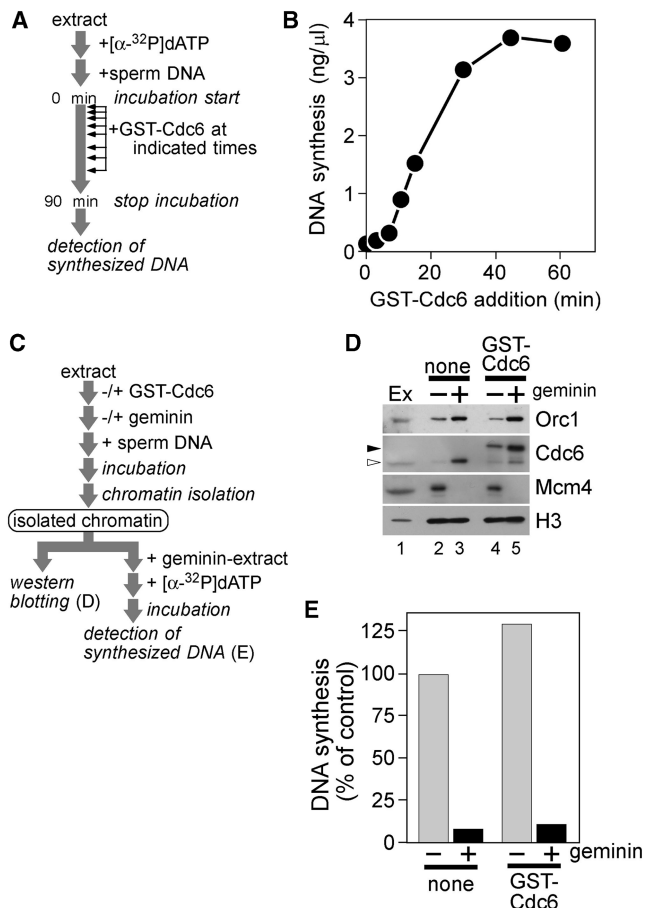 A
extract
+[α-³²P]dATP
+sperm DNA
0 min incubation start
+GST-Cdc6 at
indicated times
90 min stop incubation
detection of
synthesized DNA
B
DNA synthesis (ng/μl)
4
3
2
1
0
0 20 40 60
GST-Cdc6 addition (min)
C
extract
-/+ GST-Cdc6
-/+ geminin
+ sperm DNA
incubation
chromatin isolation
isolated chromatin
+ geminin-extract
+ [α-³²P]dATP
incubation
western
blotting (D)
detection of
synthesized DNA (E)
D
GST-
none Cdc6
Ex − + − + geminin
Orc1
Cdc6
Mcm4
H3
1 2 3 4 5
E
DNA synthesis
(% of control)
125
100
75
50
25
0
− + − + geminin
none GST-
Cdc6